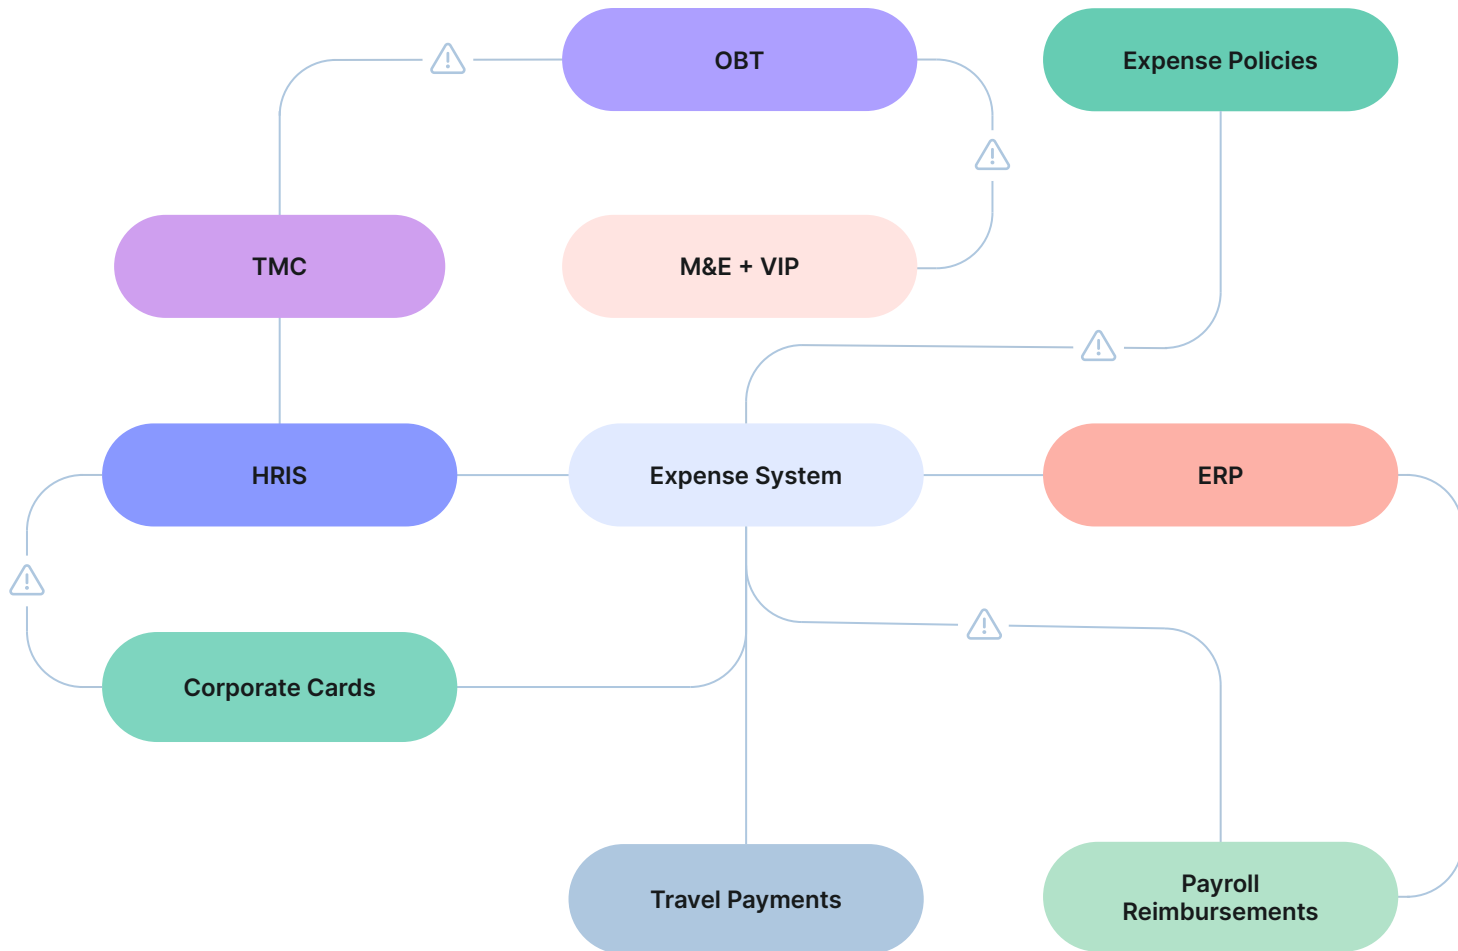 OBT
Expense Policies
TMC
M&E + VIP
HRIS
Expense System
ERP
Corporate Cards
Travel Payments
Payroll
Reimbursements